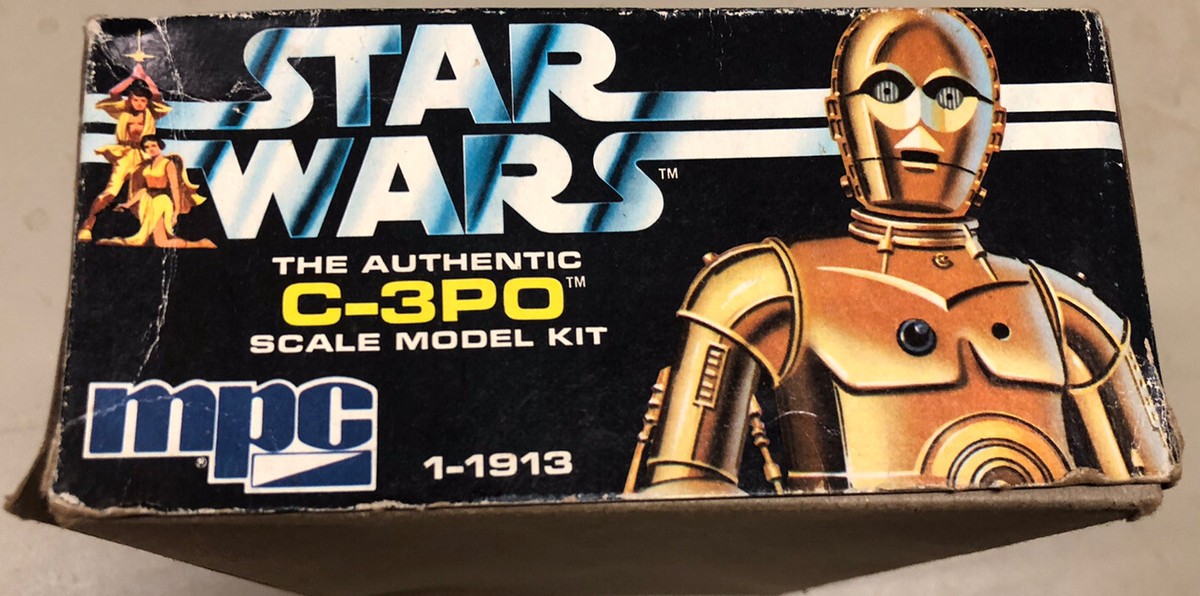 STAR
WARS™
THE AUTHENTIC
C-3PO™
SCALE MODEL KIT
mpc®
1-1913